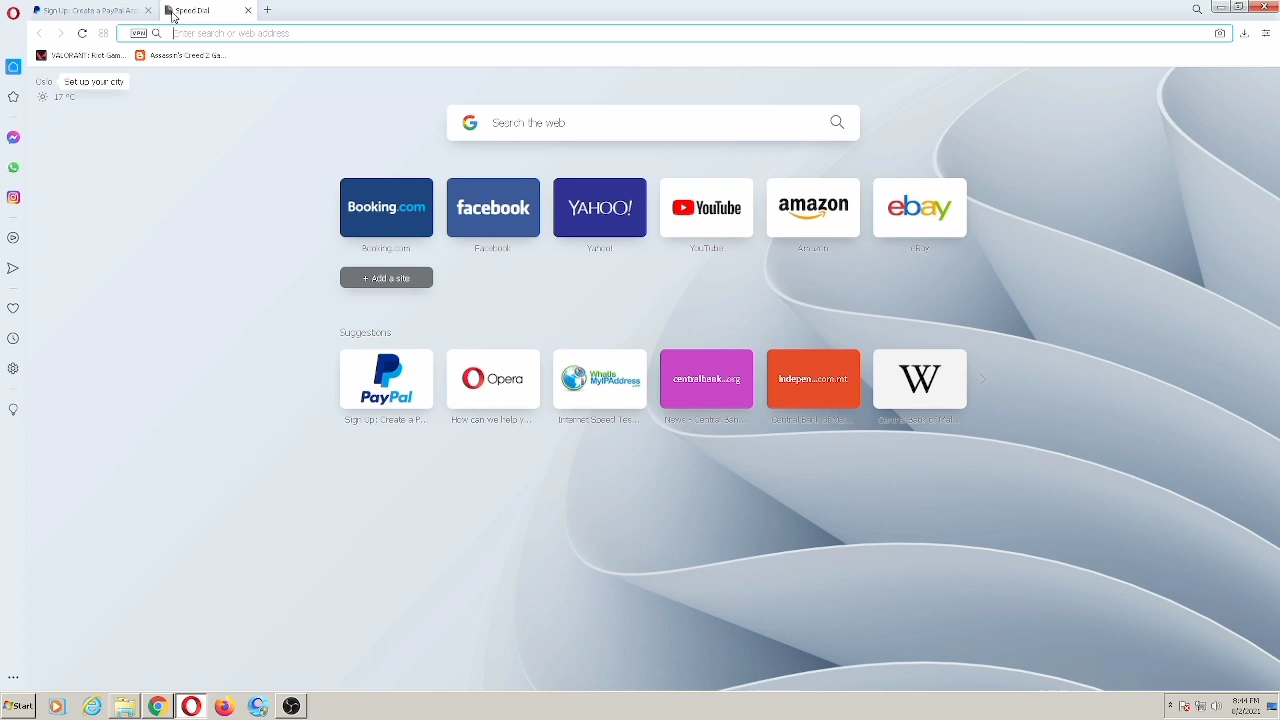 Sign Up: Create a PayPal Acc
Speed Dial
VPN
Enter search or web address
VALORANT: Riot Gam...
Assassin's Creed 2 Ga...
Oslo
Set up your city
17 °C
Search the web
Booking.com
facebook
YAHOO!
YouTube
amazon
ebay
Booking.com
Facebook
Yahoo!
YouTube
Amazon
eBay
+ Add a site
Suggestions
PayPal
Opera
WhatIs
MyIPAddress
centralbank...org
indepen...com.mt
W
Sign Up: Create a P...
How can we help y...
Internet Speed Tes...
News - Central Ban...
Central Bank of Mal...
Central Bank of Mal...
Start
8:44 PM